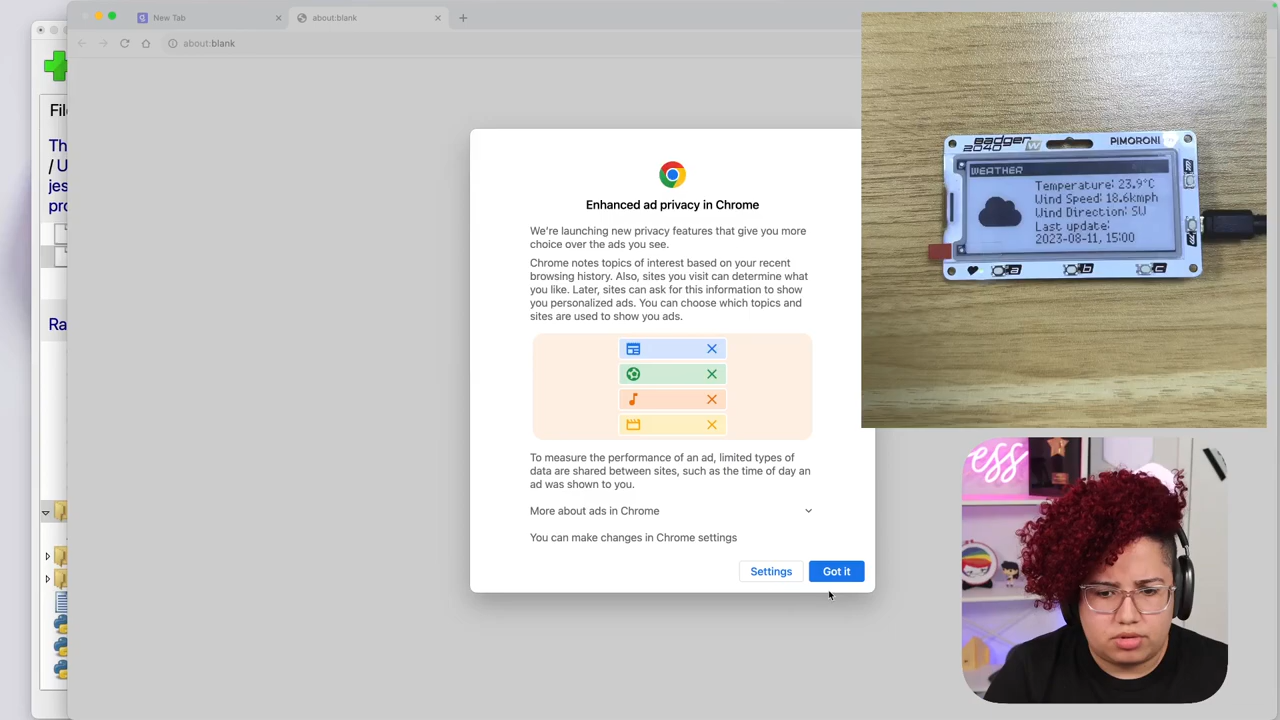 New Tab
about:blank
about:blank
File
Th
/ U
jes
pro
Ra
Enhanced ad privacy in Chrome
We're launching new privacy features that give you more
choice over the ads you see.
Chrome notes topics of interest based on your recent
browsing history. Also, sites you visit can determine what
you like. Later, sites can ask for this information to show
you personalized ads. You can choose which topics and
sites are used to show you ads.
To measure the performance of an ad, limited types of
data are shared between sites, such as the time of day an
ad was shown to you.
More about ads in Chrome
You can make changes in Chrome settings
Settings
Got it
badger
2040 W
PIMORONI
WEATHER
Temperature: 23.9°C
Wind Speed: 18.6kmph
Wind Direction: SW
Last update:
2023-08-11, 15:00
a
b
c
ess